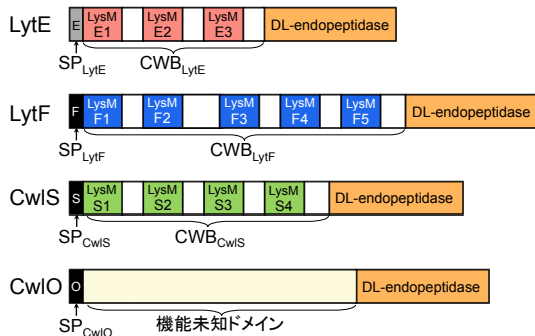 LytE
E
LysM
E1
LysM
E2
LysM
E3
DL-endopeptidase
SPLytE
CWBLytE
LytF
F
LysM
F1
LysM
F2
LysM
F3
LysM
F4
LysM
F5
DL-endopeptidase
SPLytF
CWBLytF
CwlS
S
LysM
S1
LysM
S2
LysM
S3
LysM
S4
DL-endopeptidase
SPCwlS
CWBCwlS
CwlO
O
DL-endopeptidase
SPCwlO
機能未知ドメイン